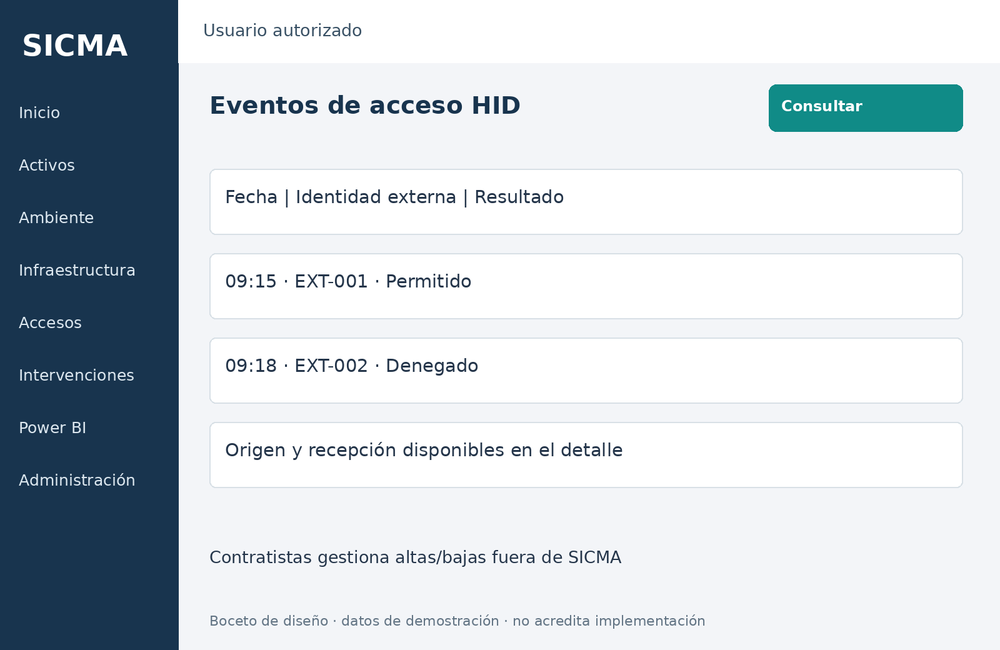 SICMA
Inicio
Activos
Ambiente
Infraestructura
Accesos
Intervenciones
Power BI
Administración
Usuario autorizado
Eventos de acceso HID
Consultar
Fecha | Identidad externa | Resultado
09:15 · EXT-001 · Permitido
09:18 · EXT-002 · Denegado
Origen y recepción disponibles en el detalle
Contratistas gestiona altas/bajas fuera de SICMA
Boceto de diseño · datos de demostración · no acredita implementación